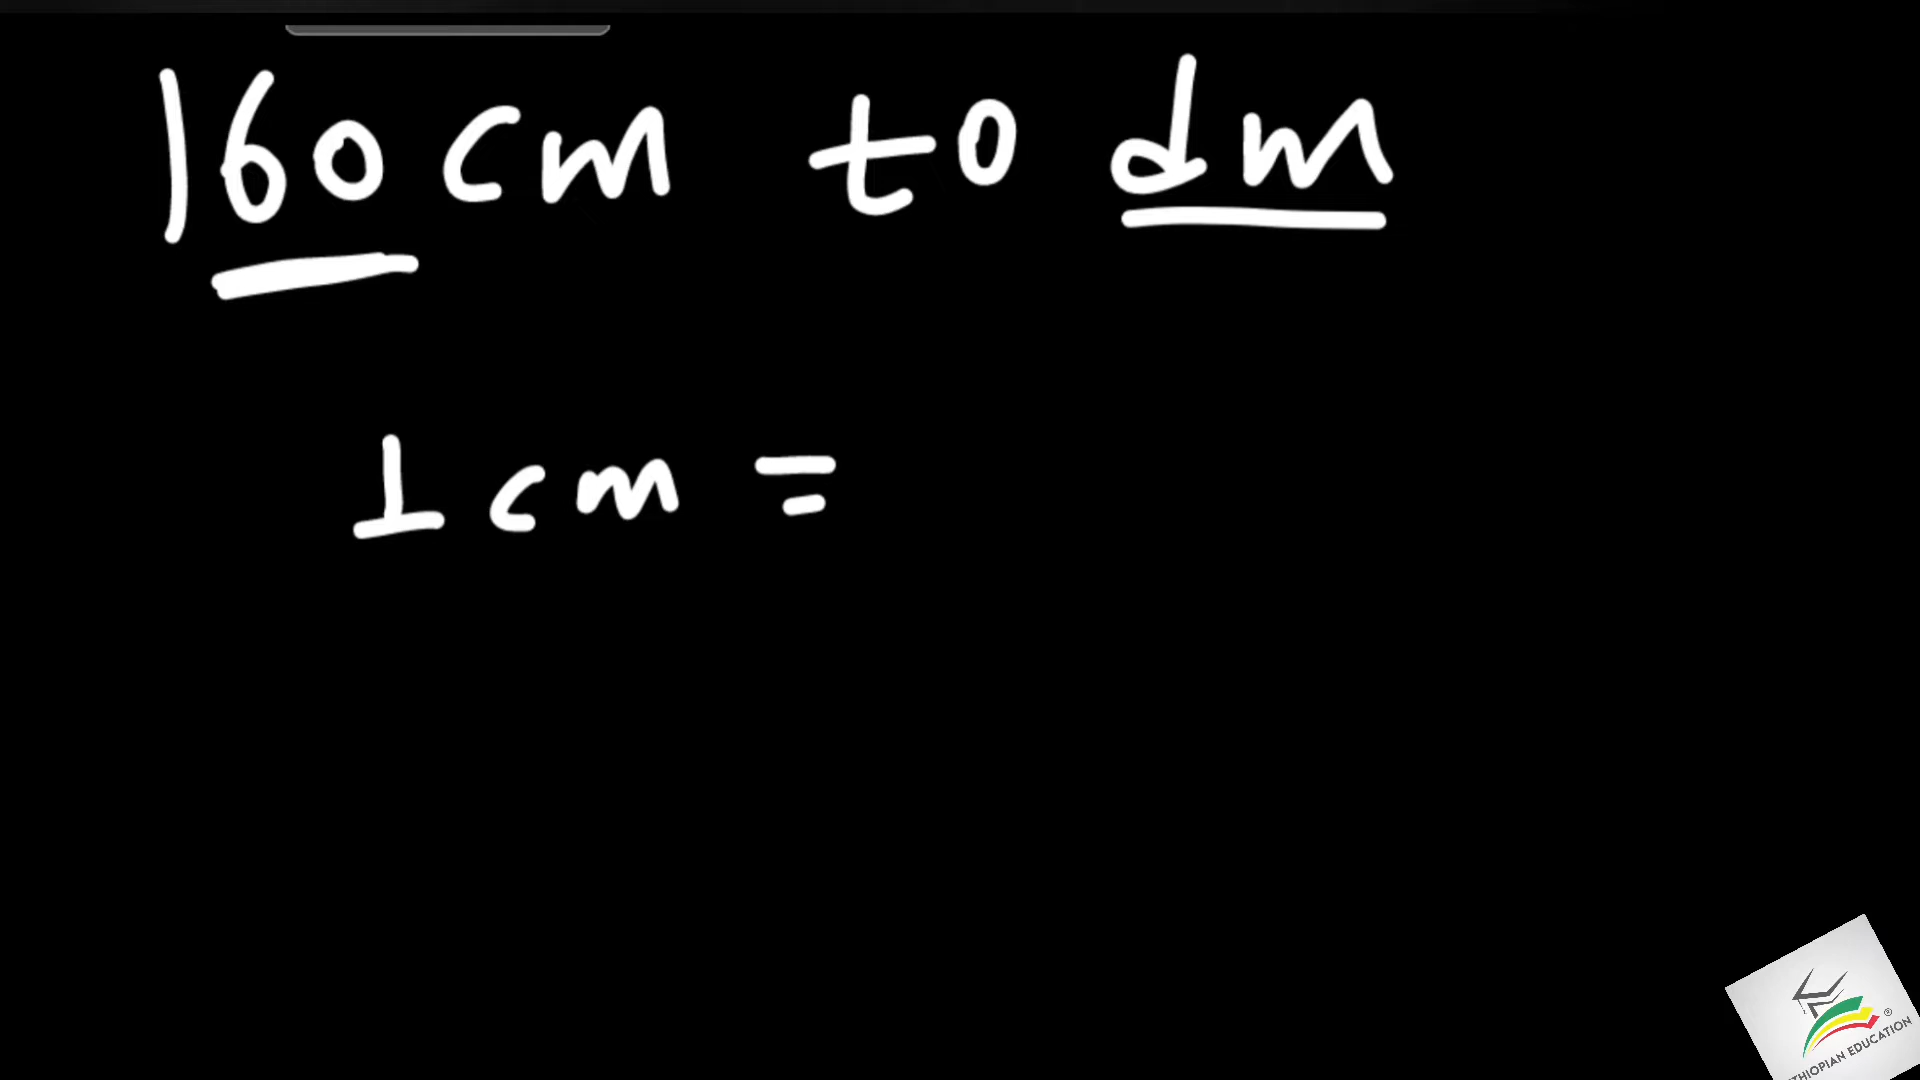 160 cm to dm
1 cm =
®
ETHIOPIAN EDUCATION